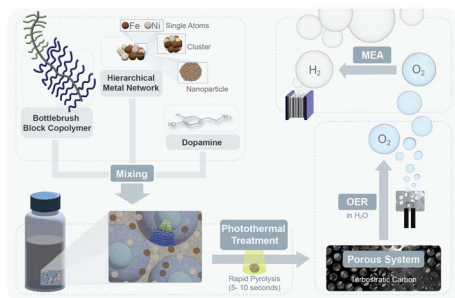 Fe
Ni
Single Atoms
Cluster
Nanoparticle
Hierarchical
Metal Network
Bottlebrush
Block Copolymer
Dopamine
Mixing
Photothermal
Treatment
Rapid Pyrolysis
(5- 10 seconds)
H₂
MEA
O₂
O₂
OER
in H₂O
Porous System
Turbostratic Carbon